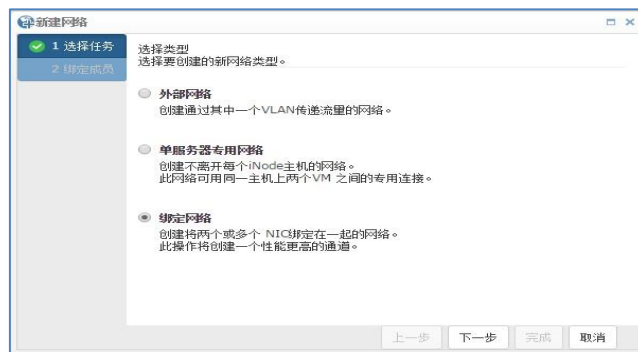 新建网络
1 选择任务
2 绑定成员
选择类型
选择要创建的新网络类型。
外部网络
创建通过其中一个VLAN传递流量的网络。
单服务器专用网络
创建不离开每个iNode主机的网络。
此网络可用同一主机上两个VM 之间的专用连接。
绑定网络
创建将两个或多个 NIC绑定在一起的网络。
此操作将创建一个性能更高的通道。
上一步 下一步 完成 取消